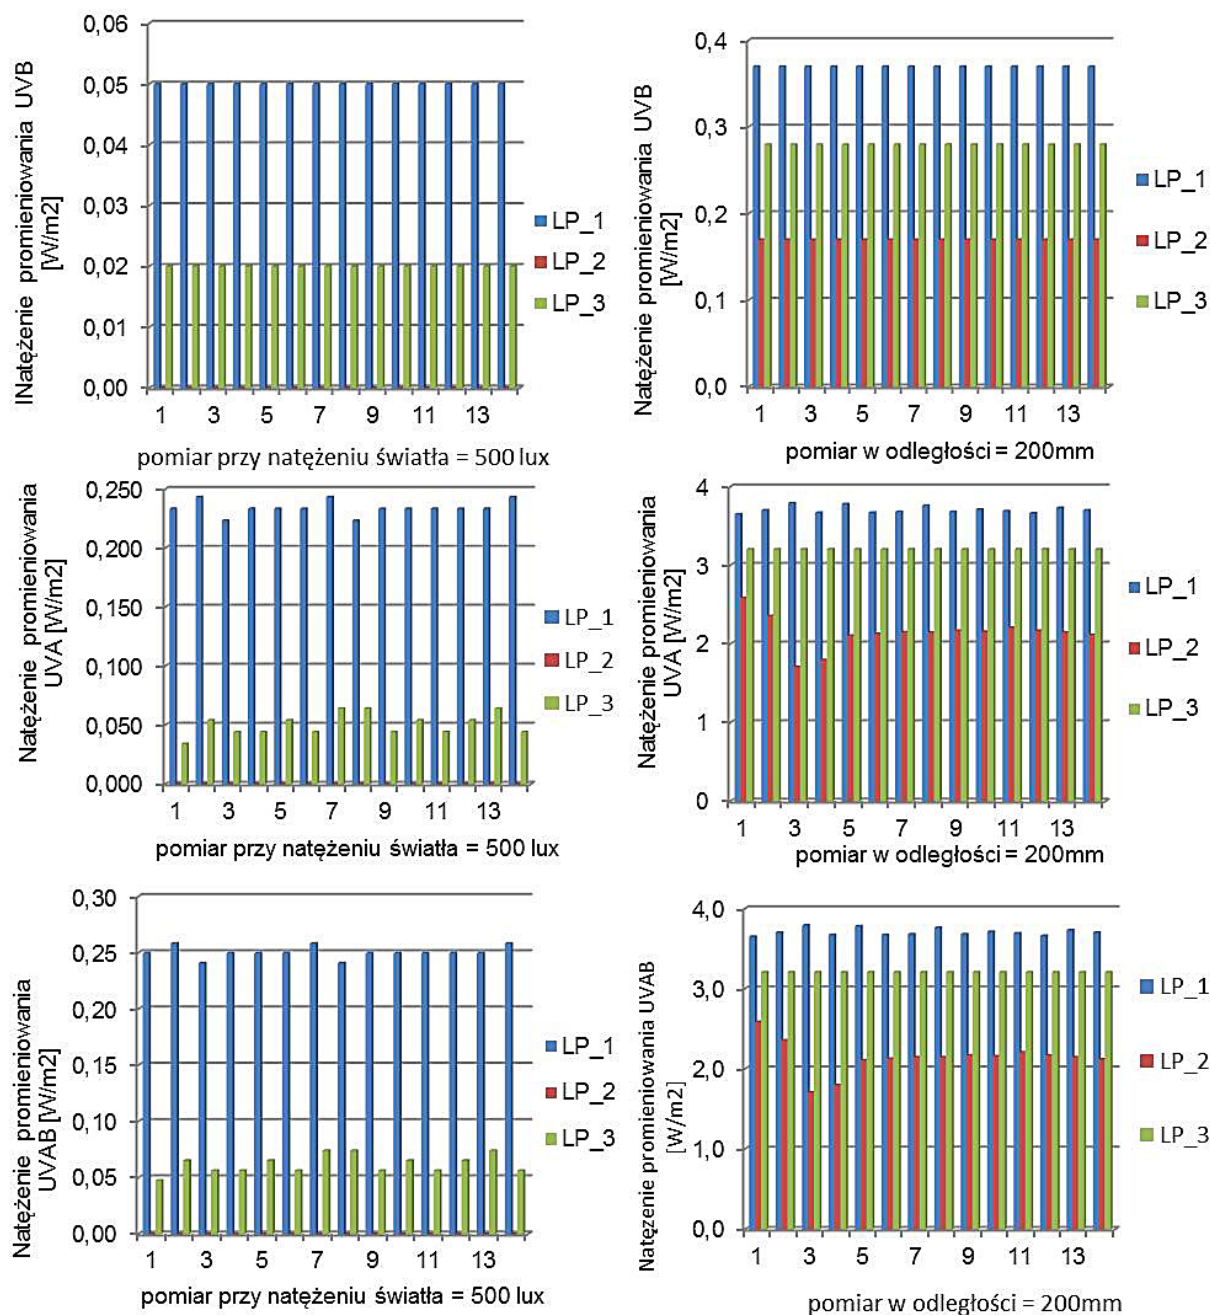 0,06
0,05
0,04
0,03
0,02
0,01
0,00
INatężenie promieniowania UVB
[W/m2]
1 3 5 7 9 11 13
pomiar przy natężeniu światła = 500 lux
LP_1
LP_2
LP_3
0,4
0,3
0,2
0,1
0,0
Natężenie promieniowania UVB
[W/m2]
1 3 5 7 9 11 13
pomiar w odległości = 200mm
LP_1
LP_2
LP_3
0,250
0,200
0,150
0,100
0,050
0,000
Natężenie promieniowania
UVA [W/m2]
1 3 5 7 9 11 13
pomiar przy natężeniu światła = 500 lux
LP_1
LP_2
LP_3
4
3
2
1
0
Natężenie promieniowania
UVA [W/m2]
1 3 5 7 9 11 13
pomiar w odległości = 200mm
LP_1
LP_2
LP_3
0,30
0,25
0,20
0,15
0,10
0,05
0,00
Natężenie promieniowania
UVAB [W/m2]
1 3 5 7 9 11 13
pomiar przy natężeniu światła = 500 lux
LP_1
LP_2
LP_3
4,0
3,0
2,0
1,0
0,0
Natęzenie promieniowania UVAB
[W/m2]
1 3 5 7 9 11 13
pomiar w odległości = 200mm
LP_1
LP_2
LP_3